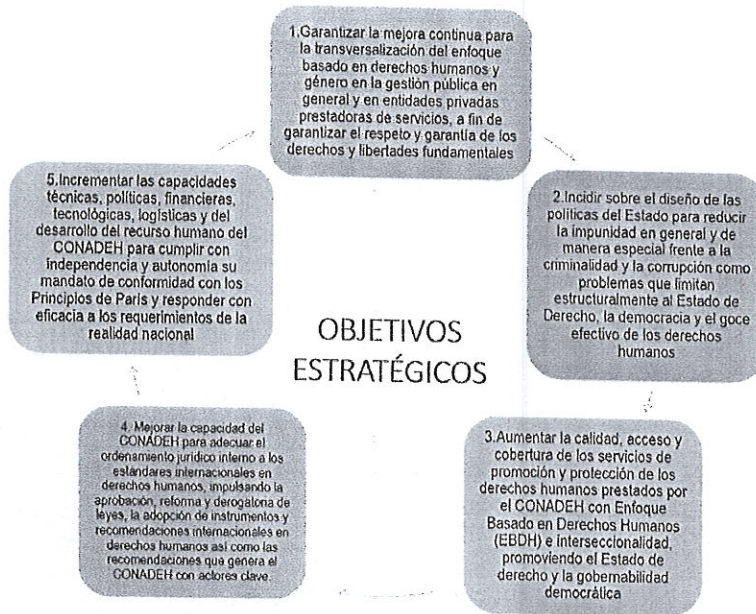 1.Garantizar la mejora continua para
la transversalización del enfoque
basado en derechos humanos y
género en la gestión pública en
general y en entidades privadas
prestadoras de servicios, a fin de
garantizar el respeto y garantía de los
derechos y libertades fundamentales
2.Incidir sobre el diseño de las
políticas del Estado para reducir
la impunidad en general y de
manera especial frente a la
criminalidad y la corrupción como
problemas que limitan
estructuralmente al Estado de
Derecho, la democracia y el goce
efectivo de los derechos
humanos
3.Aumentar la calidad, acceso y
cobertura de los servicios de
promoción y protección de los
derechos humanos prestados por
el CONADEH con Enfoque
Basado en Derechos Humanos
(EBDH) e interseccionalidad,
promoviendo el Estado de
derecho y la gobernabilidad
democrática
4. Mejorar la capacidad del
CONADEH para adecuar el
ordenamiento jurídico interno a los
estándares internacionales en
derechos humanos, impulsando la
aprobación, reforma y derogatoria de
leyes, la adopción de instrumentos y
recomendaciones internacionales en
derechos humanos así como las
recomendaciones que genera el
CONADEH con actores clave.
5.Incrementar las capacidades
técnicas, políticas, financieras,
tecnológicas, logísticas y del
desarrollo del recurso humano del
CONADEH para cumplir con
independencia y autonomía su
mandato de conformidad con los
Principios de París y responder con
eficacia a los requerimientos de la
realidad nacional
OBJETIVOS
ESTRATÉGICOS